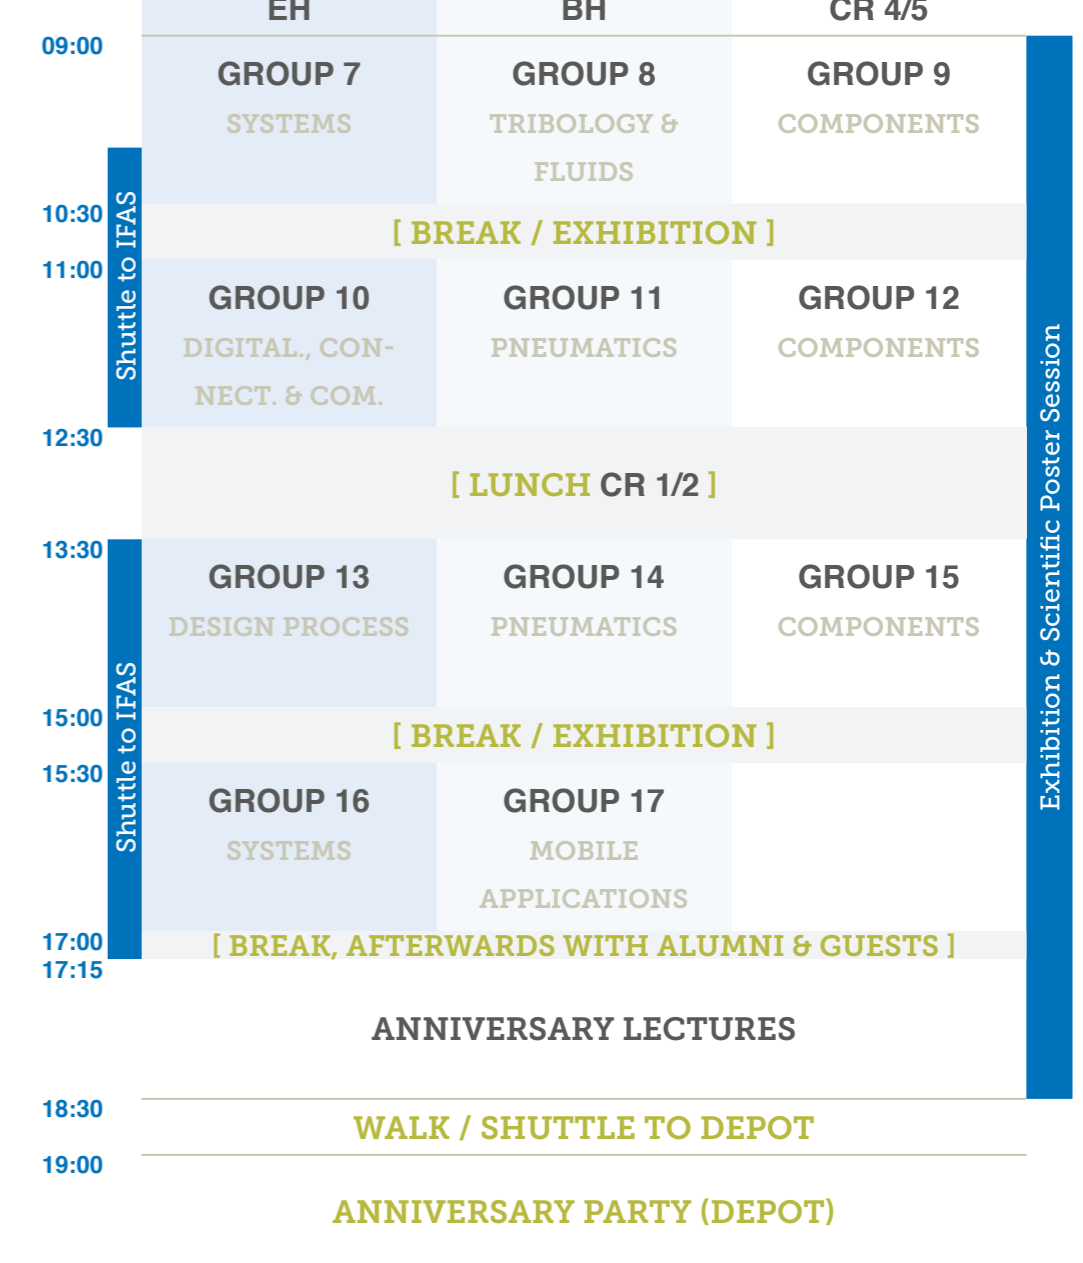 EH BH CR 4/5
09:00
GROUP 7 GROUP 8 GROUP 9
SYSTEMS TRIBOLOGY & COMPONENTS
FLUIDS
10:30
[ BREAK / EXHIBITION ]
11:00
GROUP 10 GROUP 11 GROUP 12
DIGITAL., CON- PNEUMATICS COMPONENTS
NECT. & COM.
Shuttle to IFAS
12:30
[ LUNCH CR 1/2 ]
13:30
GROUP 13 GROUP 14 GROUP 15
DESIGN PROCESS PNEUMATICS COMPONENTS
15:00
[ BREAK / EXHIBITION ]
15:30
GROUP 16 GROUP 17
SYSTEMS MOBILE
APPLICATIONS
Shuttle to IFAS
17:00
[ BREAK, AFTERWARDS WITH ALUMNI & GUESTS ]
17:15
ANNIVERSARY LECTURES
Exhibition & Scientific Poster Session
18:30
WALK / SHUTTLE TO DEPOT
19:00
ANNIVERSARY PARTY (DEPOT)